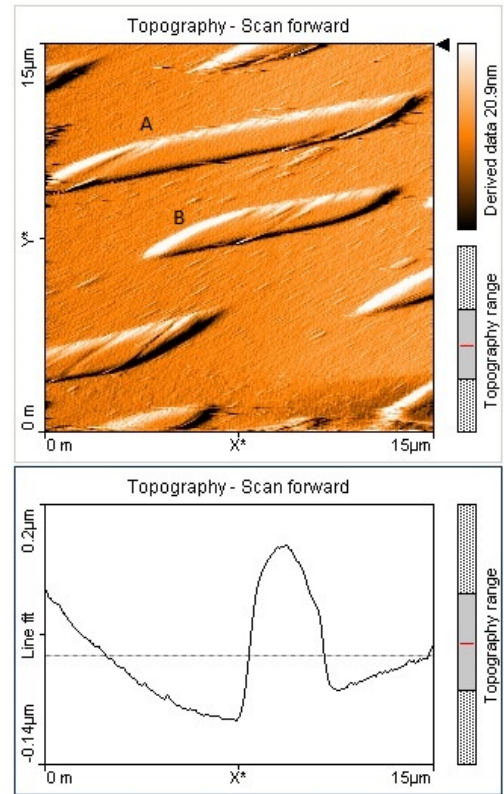 Topography - Scan forward
15µm
Y*
0 m
A
B
0 m
X*
15µm
Derived data 20.9nm
Topography range
Topography - Scan forward
0.2µm
Line fit
-0.14µm
0 m
X*
15µm
Topography range